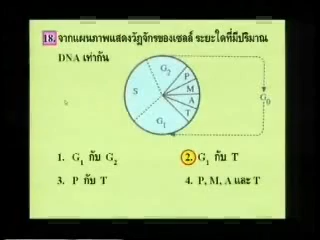 18. จากแผนภาพแสดงวัฏจักรของเซลล์ ระยะใดที่มีปริมาณ
DNA เท่ากัน
G2
P
M
A
T
S
G1
G0
1. G1 กับ G2
2. G1 กับ T
3. P กับ T
4. P, M, A และ T